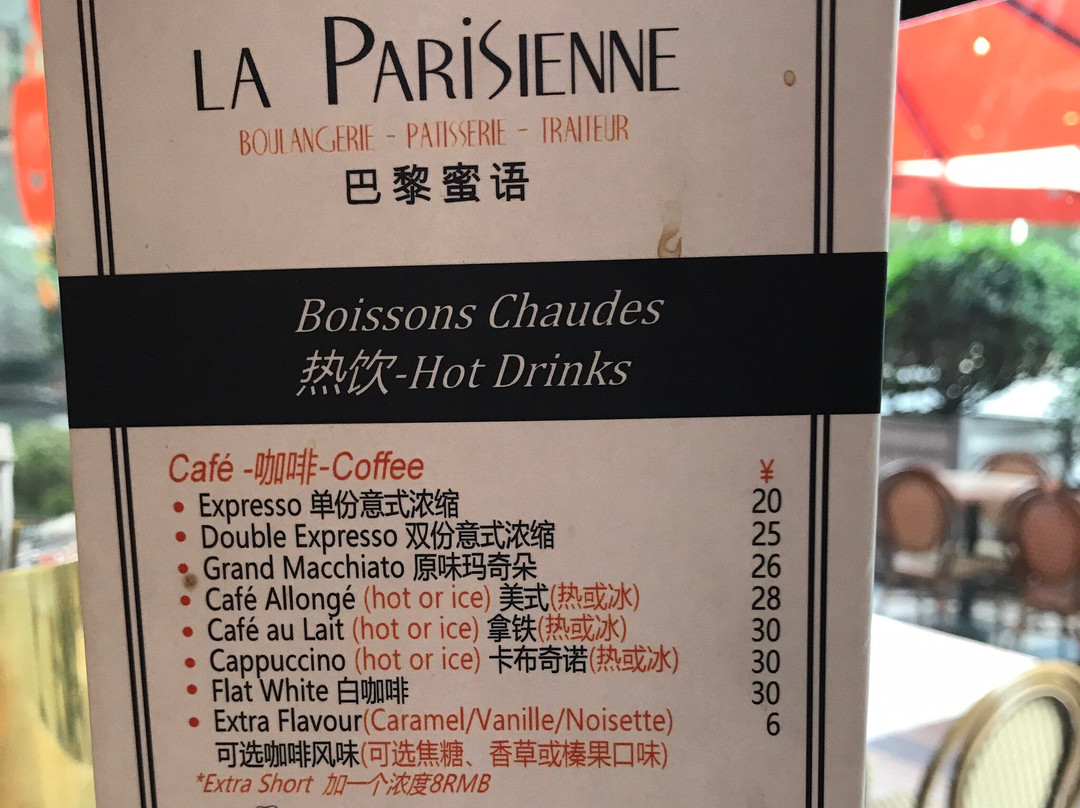 LA PARiSIENNE
BOULANGERIE - PATISSERIE - TRAITEUR
巴黎蜜语
Boissons Chaudes
热饮-Hot Drinks
Café -咖啡-Coffee ¥
• Expresso 单份意式浓缩 20
• Double Expresso 双份意式浓缩 25
• Grand Macchiato 原味玛奇朵 26
• Café Allongé (hot or ice) 美式(热或冰) 28
• Café au Lait (hot or ice) 拿铁(热或冰) 30
• Cappuccino (hot or ice) 卡布奇诺(热或冰) 30
• Flat White 白咖啡 30
• Extra Flavour(Caramel/Vanille/Noisette) 6
可选咖啡风味(可选焦糖、香草或榛果口味)
*Extra Short 加一个浓度8RMB